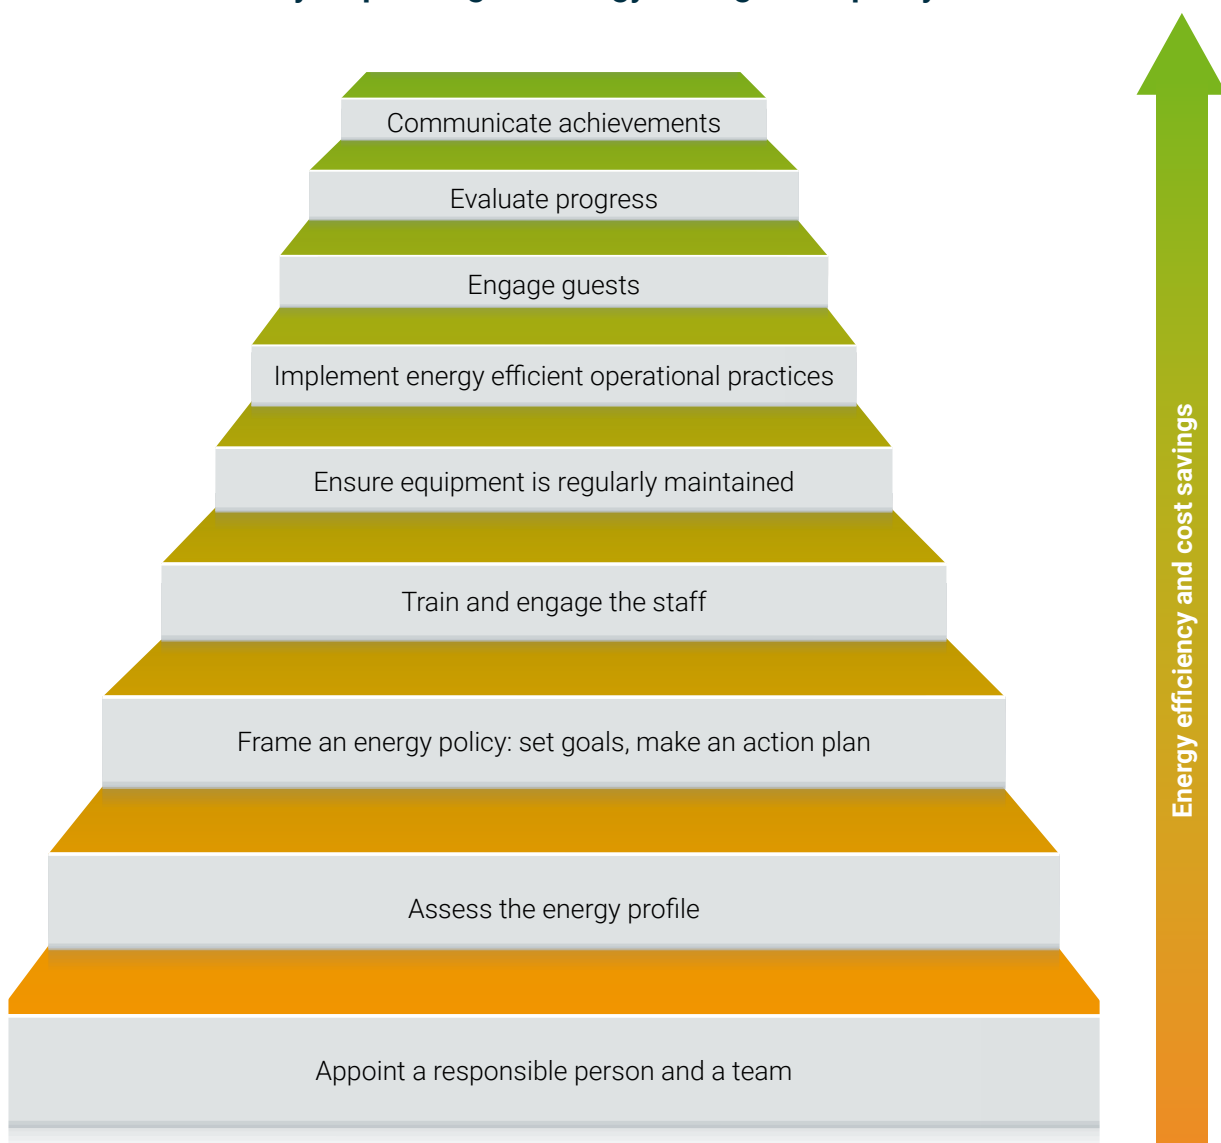 Communicate achievements
Evaluate progress
Engage guests
Implement energy efficient operational practices
Ensure equipment is regularly maintained
Train and engage the staff
Frame an energy policy: set goals, make an action plan
Assess the energy profile
Appoint a responsible person and a team
Energy efficiency and cost savings